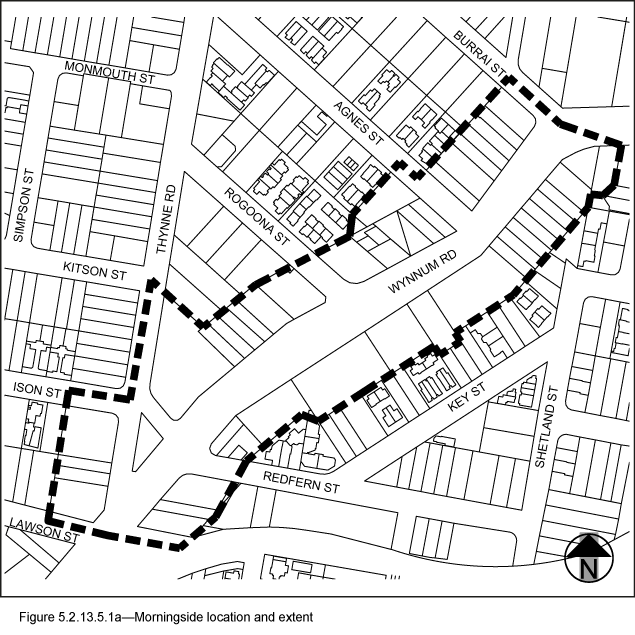 BURRAI ST
MONMOUTH ST
AGNES ST
SIMPSON ST
THYNNE RD
ROGOONA ST
KITSON ST
WYNNUM RD
ISON ST
KEY ST
SHETLAND ST
REDFERN ST
LAWSON ST
N
Figure 5.2.13.5.1a—Morningside location and extent